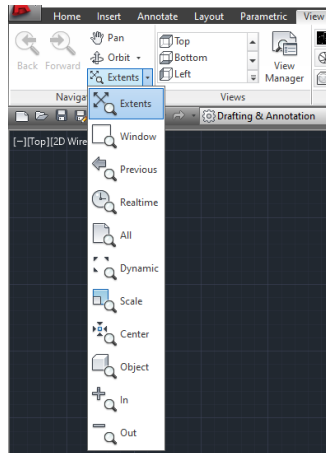 Home Insert Annotate Layout Parametric View
Pan
Orbit
Back Forward
Extents
Top
Bottom
Left
View
Manager
Views
Drafting & Annotation
[−][Top][2D Wire
Extents
Window
Previous
Realtime
All
Dynamic
Scale
Center
Object
In
Out